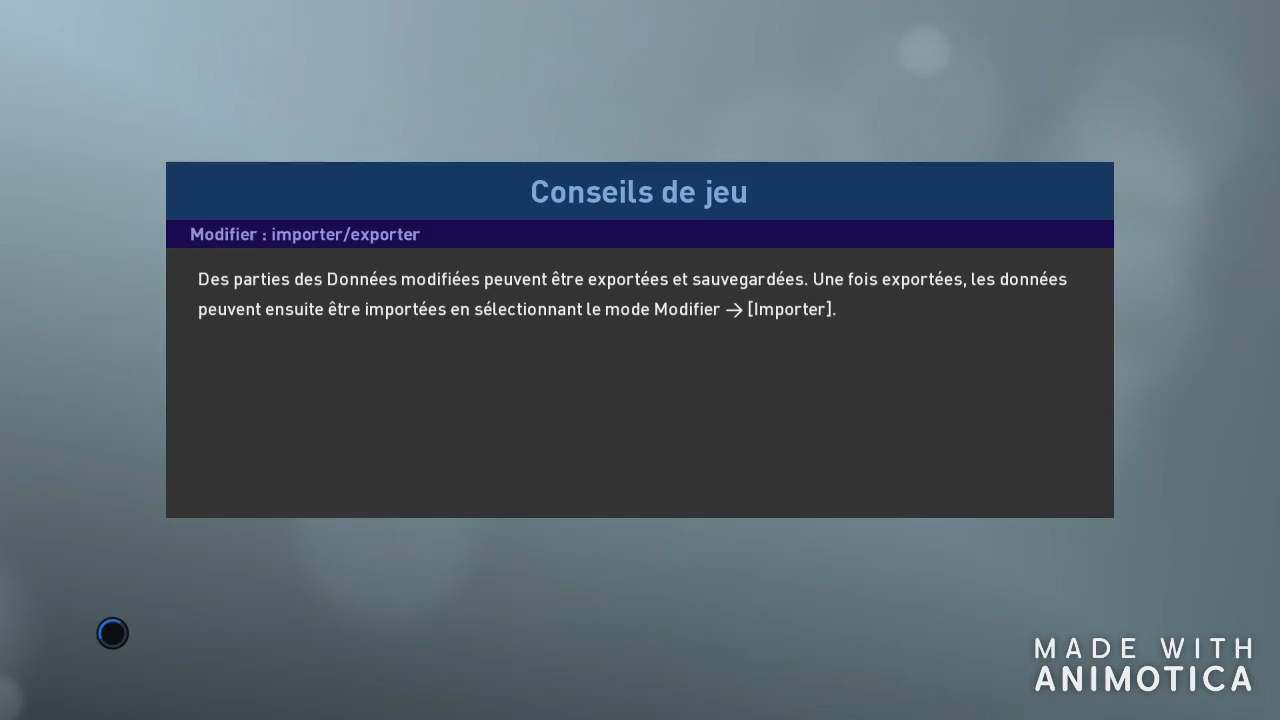 Conseils de jeu
Modifier : importer/exporter
Des parties des Données modifiées peuvent être exportées et sauvegardées. Une fois exportées, les données
peuvent ensuite être importées en sélectionnant le mode Modifier → [Importer].
MADE WITH
ANIMOTICA